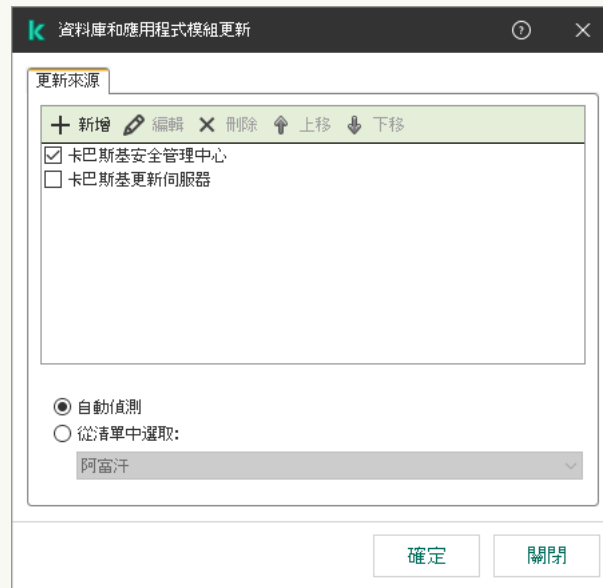 資料庫和應用程式模組更新
更新來源
新增 編輯 刪除 上移 下移
卡巴斯基安全管理中心
卡巴斯基更新伺服器
自動偵測
從清單中選取:
阿富汗
確定 關閉